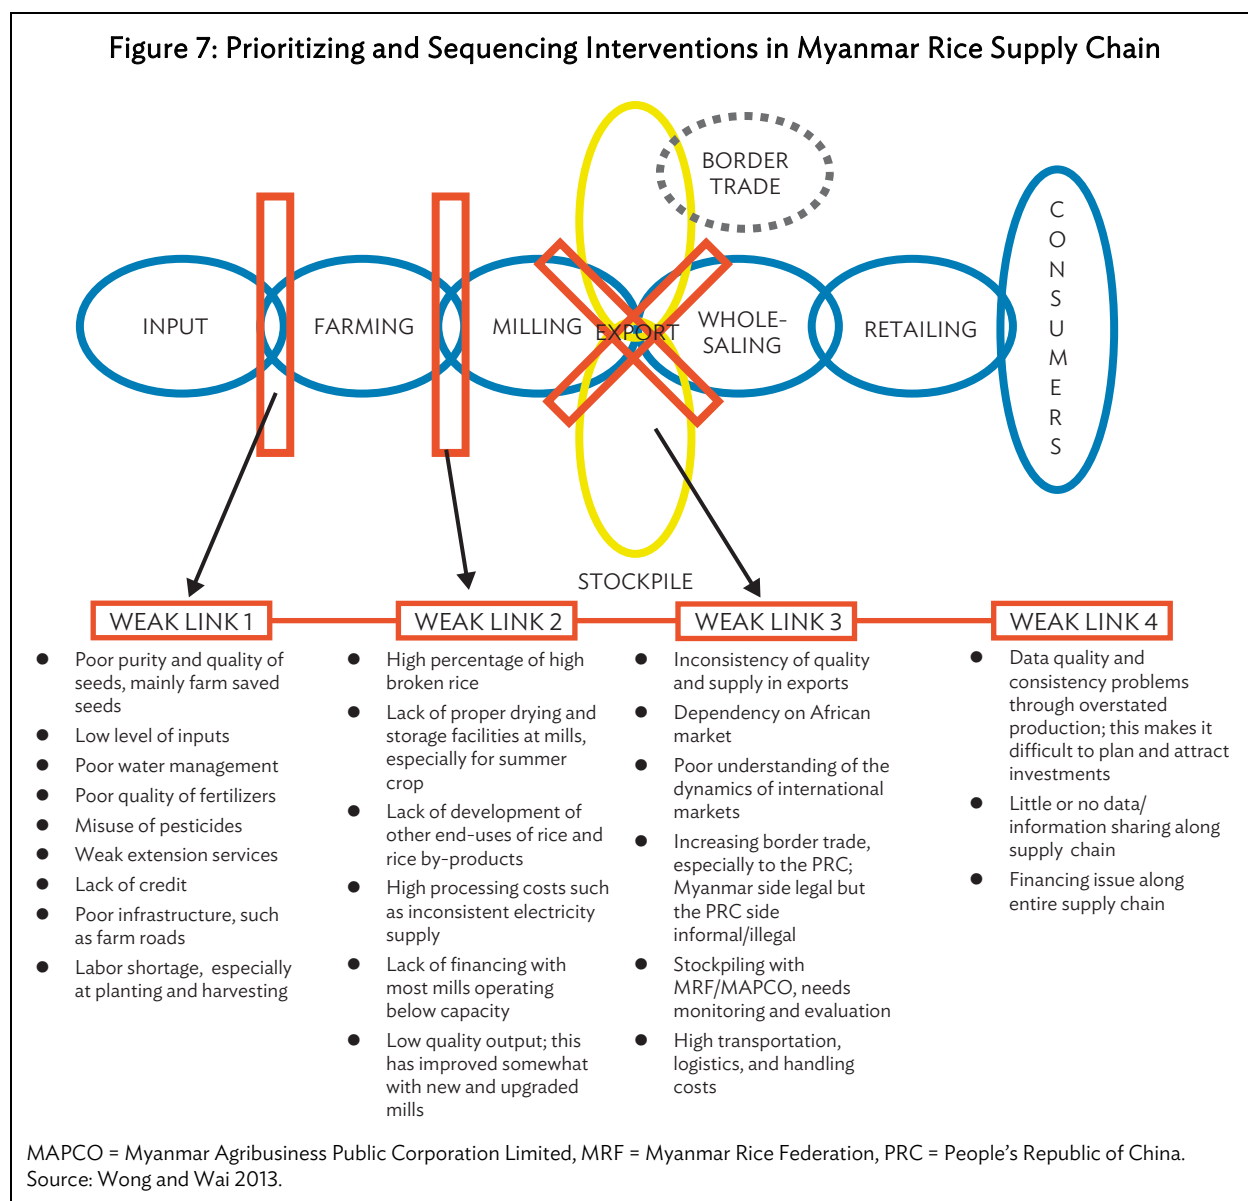 Figure 7: Prioritizing and Sequencing Interventions in Myanmar Rice Supply Chain
BORDER
TRADE
INPUT
FARMING
MILLING
EXPORT
WHOLE-
SALING
RETAILING
C
O
N
S
U
M
E
R
S
STOCKPILE
WEAK LINK 1
● Poor purity and quality of
seeds, mainly farm saved
seeds
● Low level of inputs
● Poor water management
● Poor quality of fertilizers
● Misuse of pesticides
● Weak extension services
● Lack of credit
● Poor infrastructure, such
as farm roads
● Labor shortage, especially
at planting and harvesting
WEAK LINK 2
● High percentage of high
broken rice
● Lack of proper drying and
storage facilities at mills,
especially for summer
crop
● Lack of development of
other end-uses of rice and
rice by-products
● High processing costs such
as inconsistent electricity
supply
● Lack of financing with
most mills operating
below capacity
● Low quality output; this
has improved somewhat
with new and upgraded
mills
WEAK LINK 3
● Inconsistency of quality
and supply in exports
● Dependency on African
market
● Poor understanding of the
dynamics of international
markets
● Increasing border trade,
especially to the PRC;
Myanmar side legal but
the PRC side
informal/illegal
● Stockpiling with
MRF/MAPCO, needs
monitoring and evaluation
● High transportation,
logistics, and handling
costs
WEAK LINK 4
● Data quality and
consistency problems
through overstated
production; this makes it
difficult to plan and attract
investments
● Little or no data/
information sharing along
supply chain
● Financing issue along
entire supply chain
MAPCO = Myanmar Agribusiness Public Corporation Limited, MRF = Myanmar Rice Federation, PRC = People's Republic of China.
Source: Wong and Wai 2013.